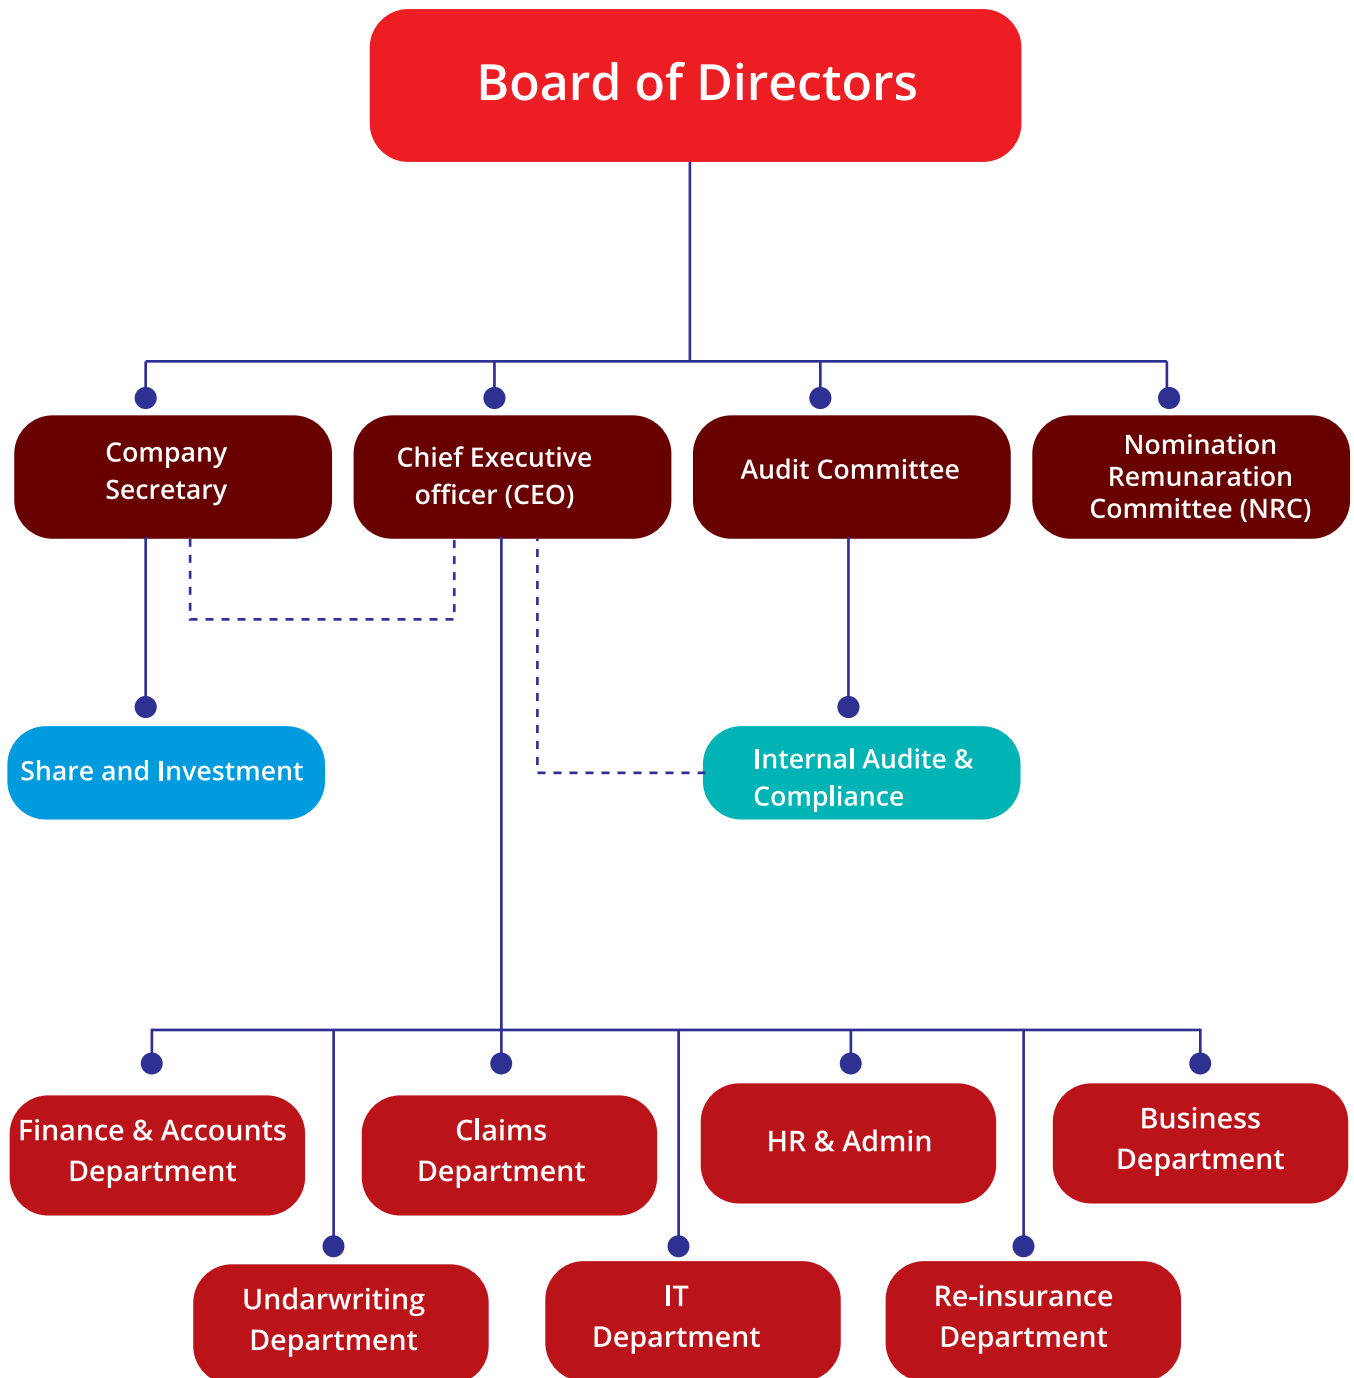 Board of Directors
Company
Secretary
Chief Executive
officer (CEO)
Audit Committee
Nomination
Remunaration
Committee (NRC)
Share and Investment
Internal Audite &
Compliance
Finance & Accounts
Department
Claims
Department
HR & Admin
Business
Department
Undarwriting
Department
IT
Department
Re-insurance
Department